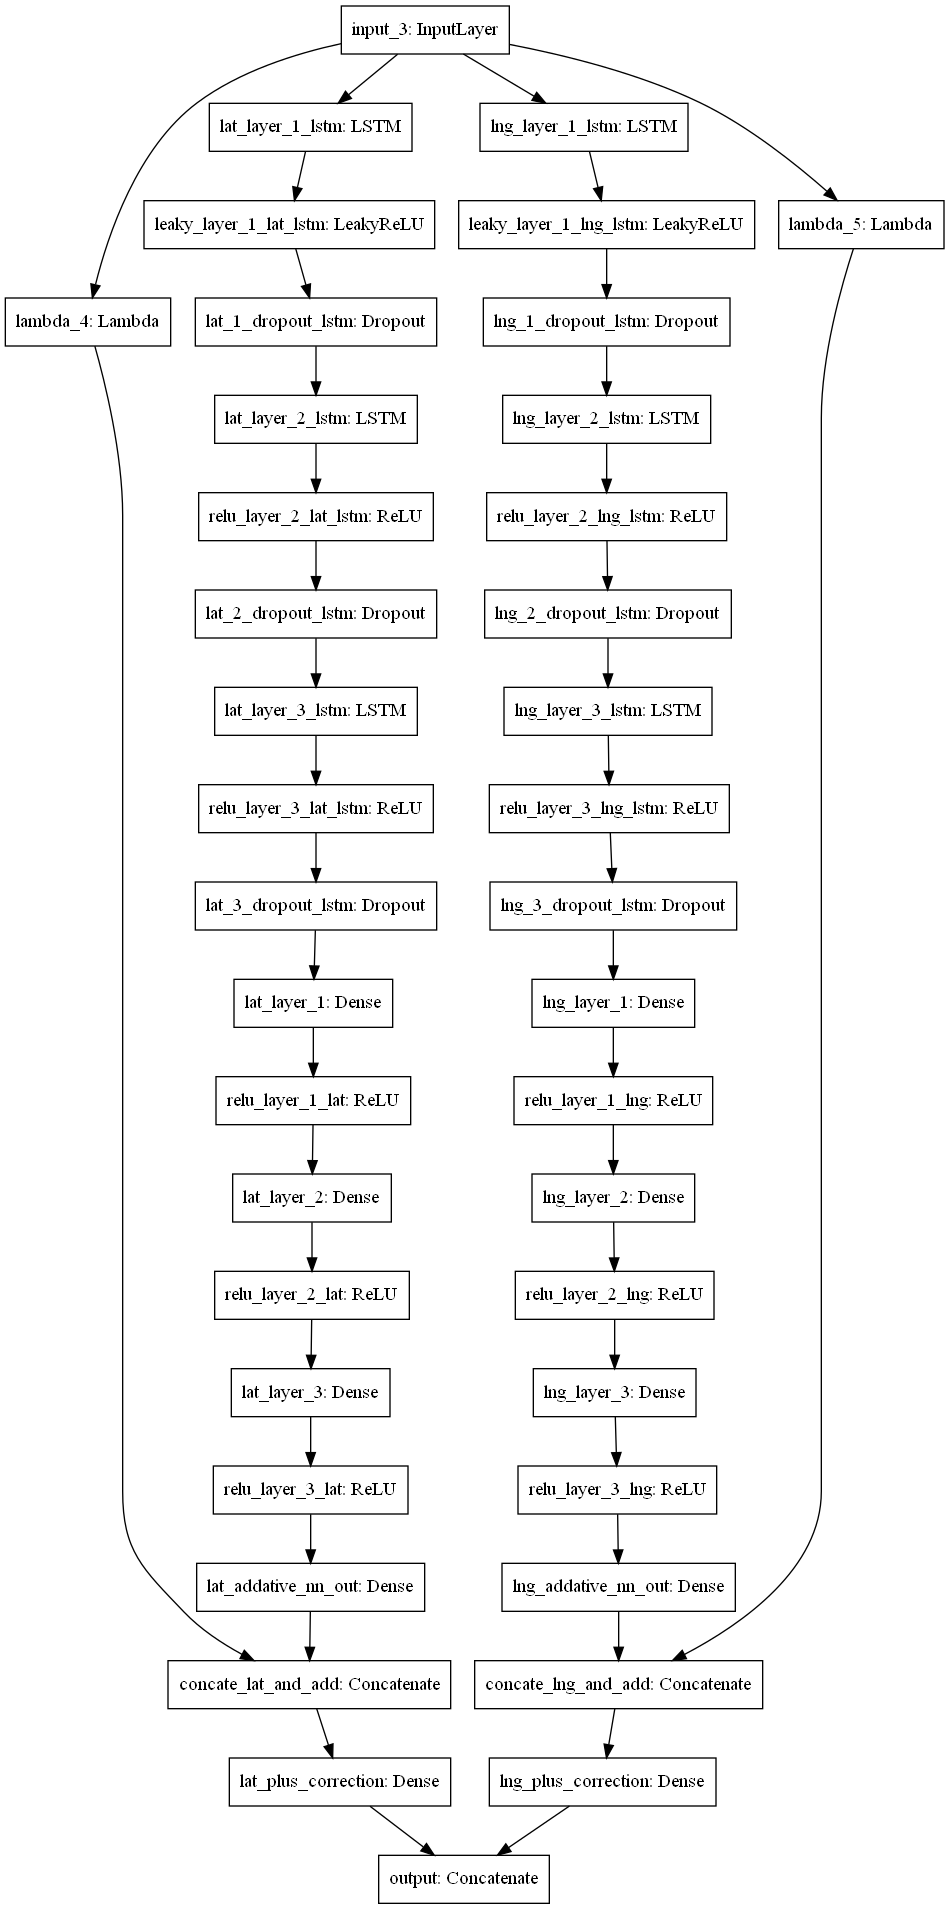 input_3: InputLayer
lat_layer_1_lstm: LSTM
lng_layer_1_lstm: LSTM
leaky_layer_1_lat_lstm: LeakyReLU
leaky_layer_1_lng_lstm: LeakyReLU
lambda_5: Lambda
lambda_4: Lambda
lat_1_dropout_lstm: Dropout
lng_1_dropout_lstm: Dropout
lat_layer_2_lstm: LSTM
lng_layer_2_lstm: LSTM
relu_layer_2_lat_lstm: ReLU
relu_layer_2_lng_lstm: ReLU
lat_2_dropout_lstm: Dropout
lng_2_dropout_lstm: Dropout
lat_layer_3_lstm: LSTM
lng_layer_3_lstm: LSTM
relu_layer_3_lat_lstm: ReLU
relu_layer_3_lng_lstm: ReLU
lat_3_dropout_lstm: Dropout
lng_3_dropout_lstm: Dropout
lat_layer_1: Dense
lng_layer_1: Dense
relu_layer_1_lat: ReLU
relu_layer_1_lng: ReLU
lat_layer_2: Dense
lng_layer_2: Dense
relu_layer_2_lat: ReLU
relu_layer_2_lng: ReLU
lat_layer_3: Dense
lng_layer_3: Dense
relu_layer_3_lat: ReLU
relu_layer_3_lng: ReLU
lat_addative_nn_out: Dense
lng_addative_nn_out: Dense
concate_lat_and_add: Concatenate
concate_lng_and_add: Concatenate
lat_plus_correction: Dense
lng_plus_correction: Dense
output: Concatenate